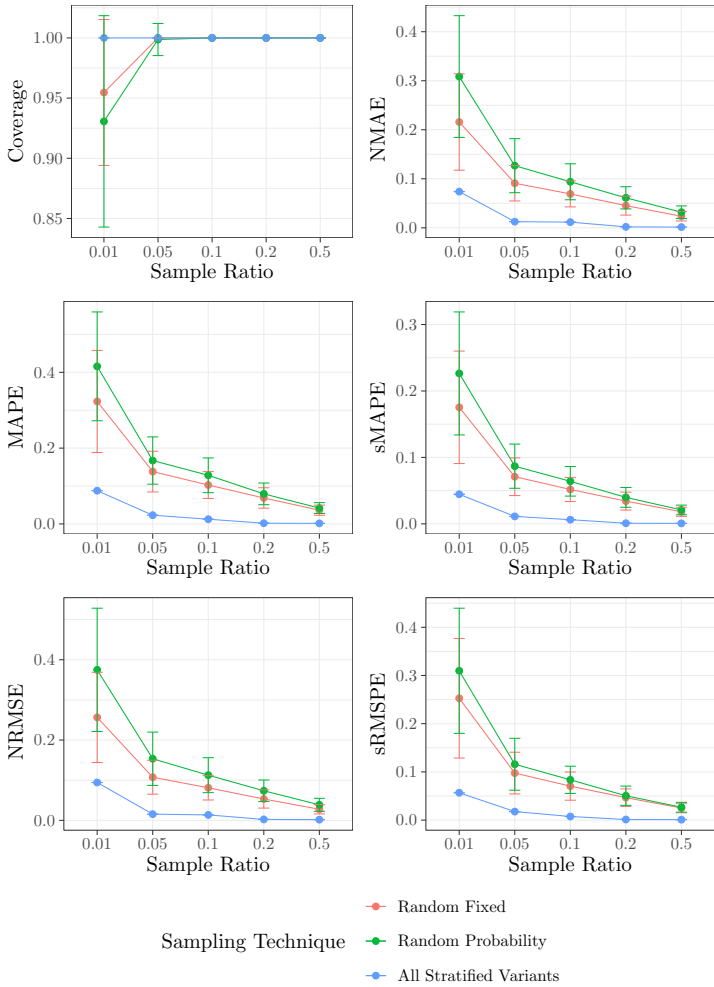 Coverage
1.00
0.95
0.90
0.85
0.01 0.05 0.1 0.2 0.5
Sample Ratio
NMAE
0.4
0.3
0.2
0.1
0.0
0.01 0.05 0.1 0.2 0.5
Sample Ratio
MAPE
0.4
0.2
0.0
0.01 0.05 0.1 0.2 0.5
Sample Ratio
sMAPE
0.3
0.2
0.1
0.0
0.01 0.05 0.1 0.2 0.5
Sample Ratio
NRMSE
0.4
0.2
0.0
0.01 0.05 0.1 0.2 0.5
Sample Ratio
sRMSPE
0.4
0.3
0.2
0.1
0.0
0.01 0.05 0.1 0.2 0.5
Sample Ratio
Sampling Technique
Random Fixed
Random Probability
All Stratified Variants